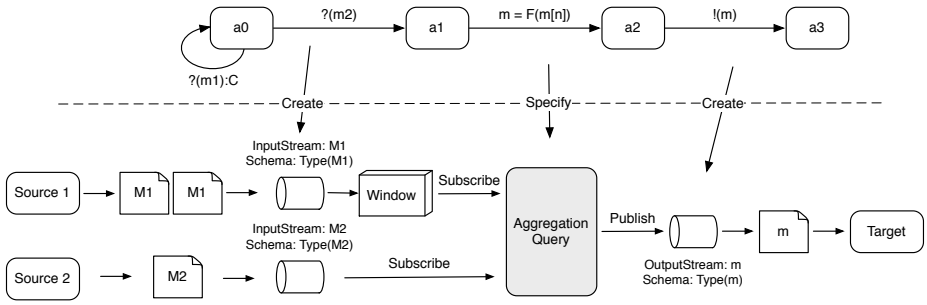 ?(m2)
m = F(m[n])
!(m)
a0
a1
a2
a3
?(m1):C
Create
Specify
Create
InputStream: M1
Schema: Type(M1)
Source 1
M1
M1
Window
Subscribe
Aggregation
Query
Publish
m
Target
InputStream: M2
Schema: Type(M2)
Source 2
M2
Subscribe
OutputStream: m
Schema: Type(m)